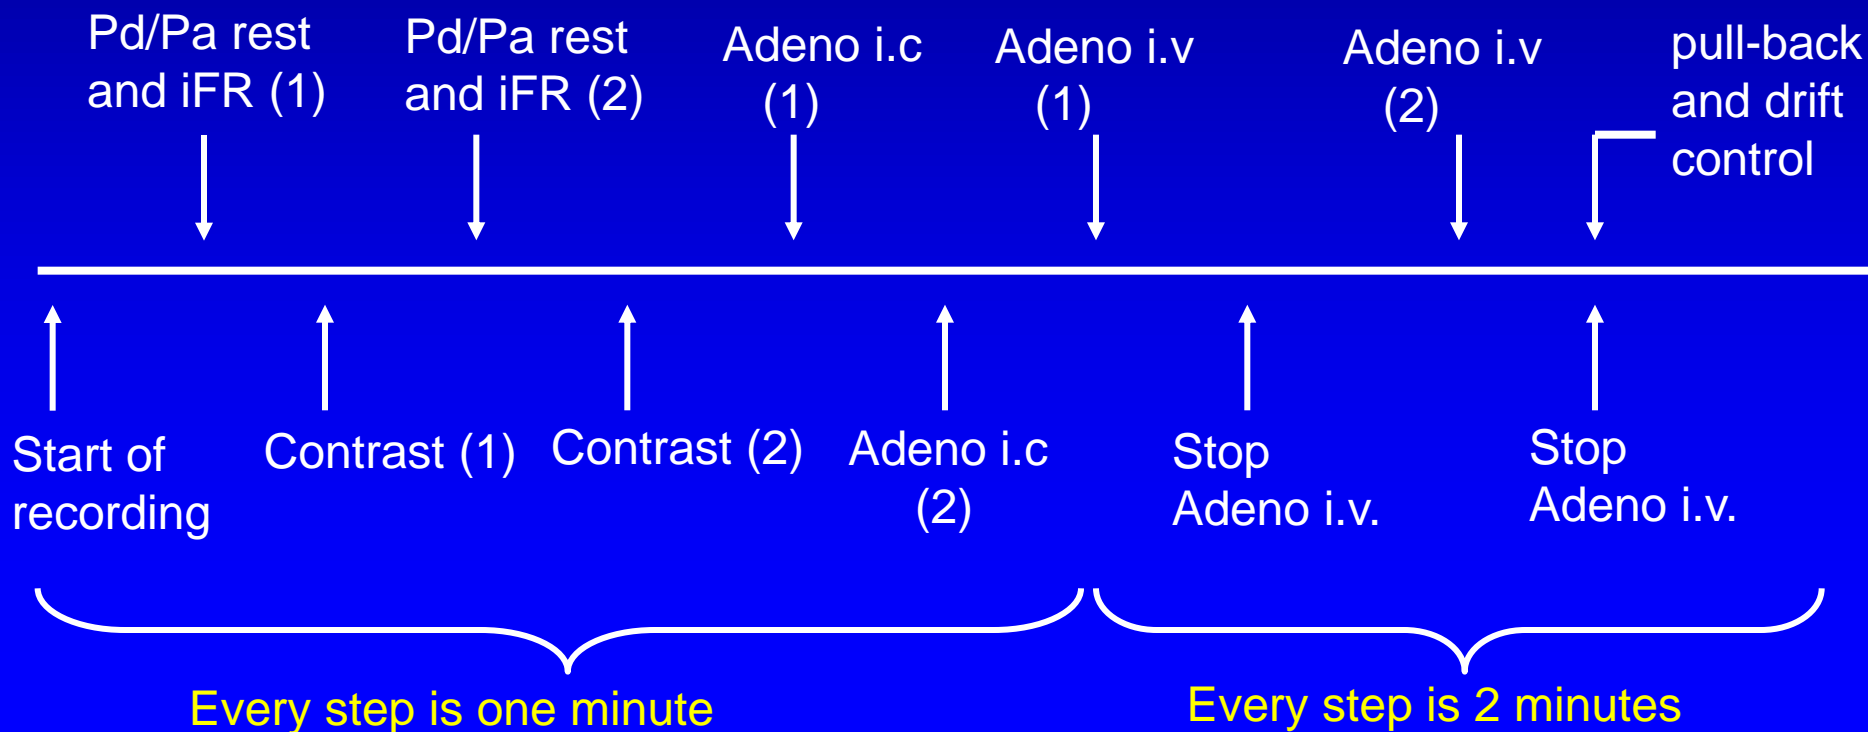 Pd/Pa rest
and iFR (1)
Pd/Pa rest
and iFR (2)
Adeno i.c
(1)
Adeno i.v
(1)
Adeno i.v
(2)
pull-back
and drift
control
Start of
recording
Contrast (1)
Contrast (2)
Adeno i.c
(2)
Stop
Adeno i.v.
Stop
Adeno i.v.
Every step is one minute
Every step is 2 minutes